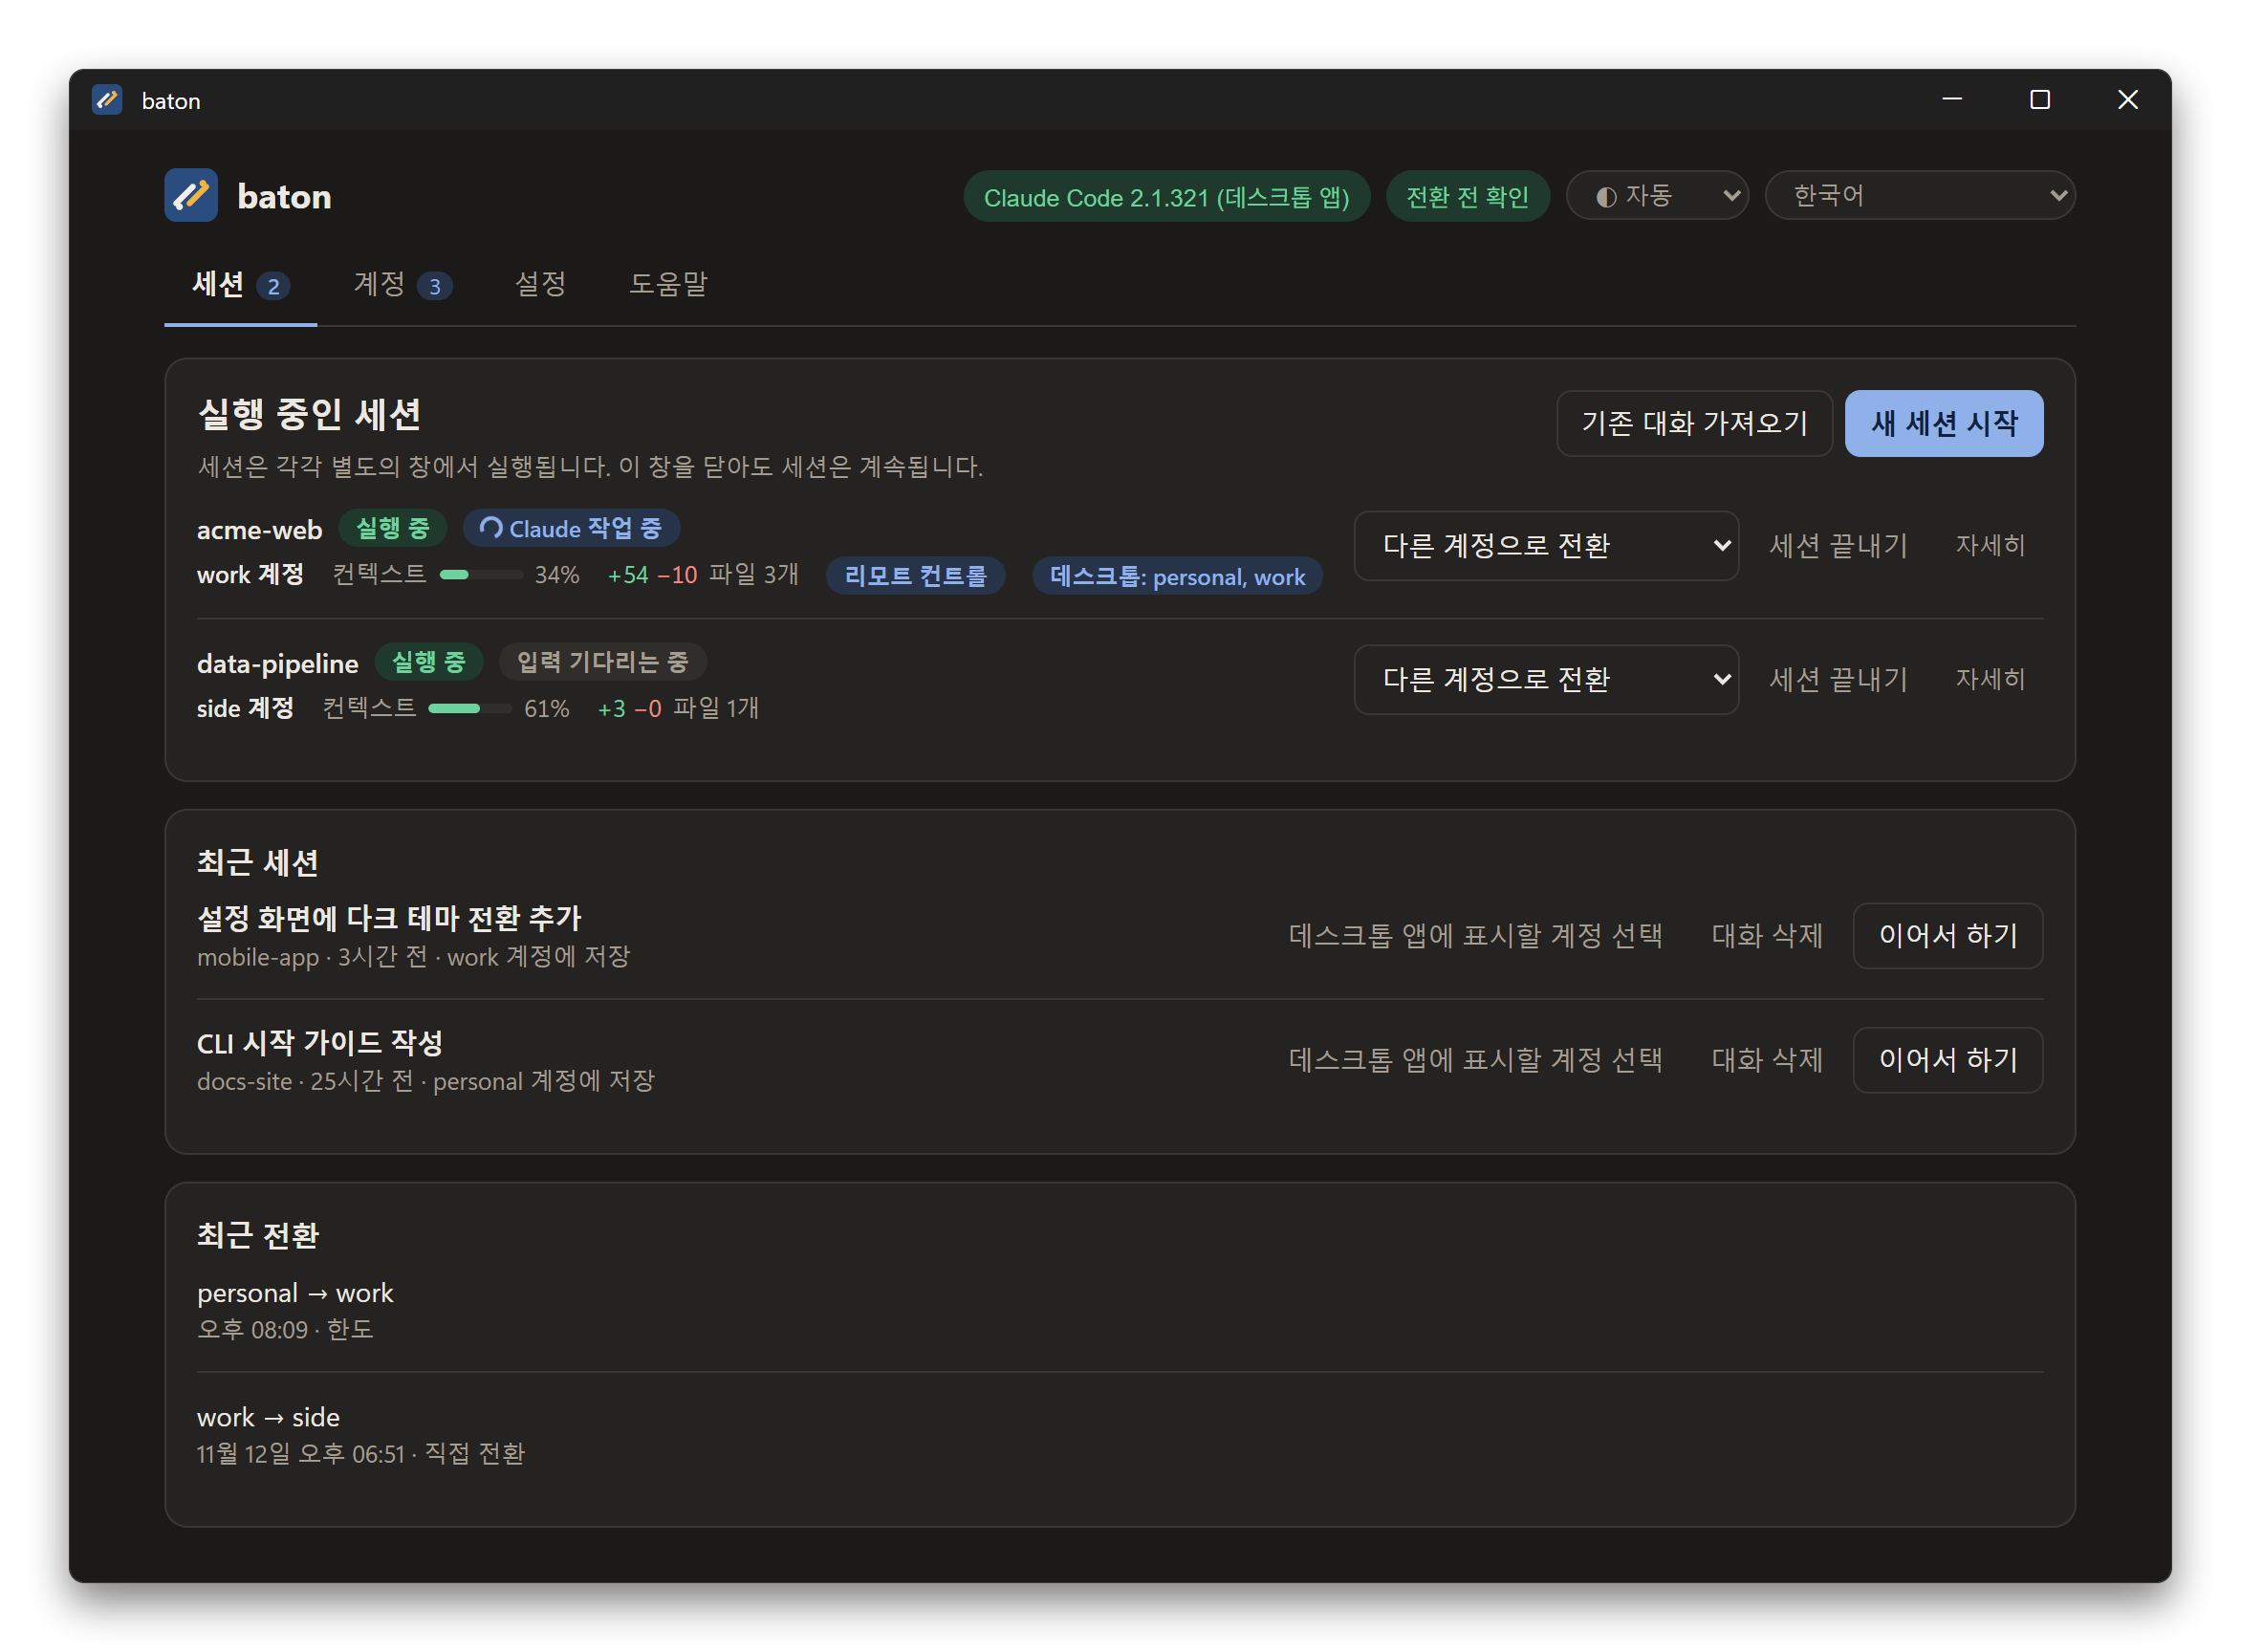 baton
baton
Claude Code 2.1.321 (데스크톱 앱)
전환 전 확인
자동
한국어
세션 2
계정 3
설정
도움말
실행 중인 세션
기존 대화 가져오기
새 세션 시작
세션은 각각 별도의 창에서 실행됩니다. 이 창을 닫아도 세션은 계속됩니다.
acme-web 실행 중 Claude 작업 중
work 계정 컨텍스트 34% +54 −10 파일 3개 리모트 컨트롤 데스크톱: personal, work
다른 계정으로 전환
세션 끝내기
자세히
data-pipeline 실행 중 입력 기다리는 중
side 계정 컨텍스트 61% +3 −0 파일 1개
다른 계정으로 전환
세션 끝내기
자세히
최근 세션
설정 화면에 다크 테마 전환 추가
mobile-app · 3시간 전 · work 계정에 저장
데스크톱 앱에 표시할 계정 선택
대화 삭제
이어서 하기
CLI 시작 가이드 작성
docs-site · 25시간 전 · personal 계정에 저장
데스크톱 앱에 표시할 계정 선택
대화 삭제
이어서 하기
최근 전환
personal → work
오후 08:09 · 한도
work → side
11월 12일 오후 06:51 · 직접 전환